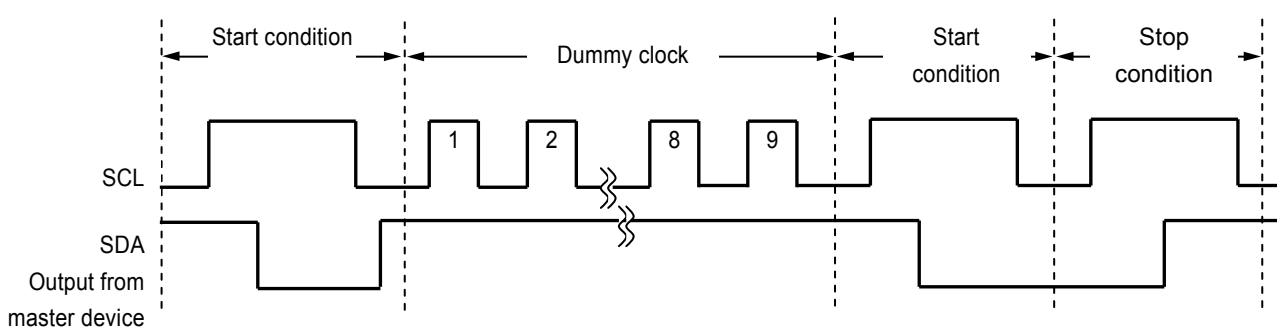 Start condition
Dummy clock
Start
condition
Stop
condition
1 2 8 9
SCL
SDA
Output from
master device